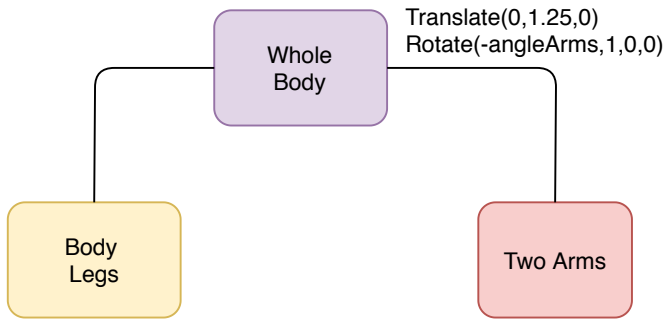 Translate(0,1.25,0)
Rotate(-angleArms,1,0,0)
Whole
Body
Body
Legs
Two Arms